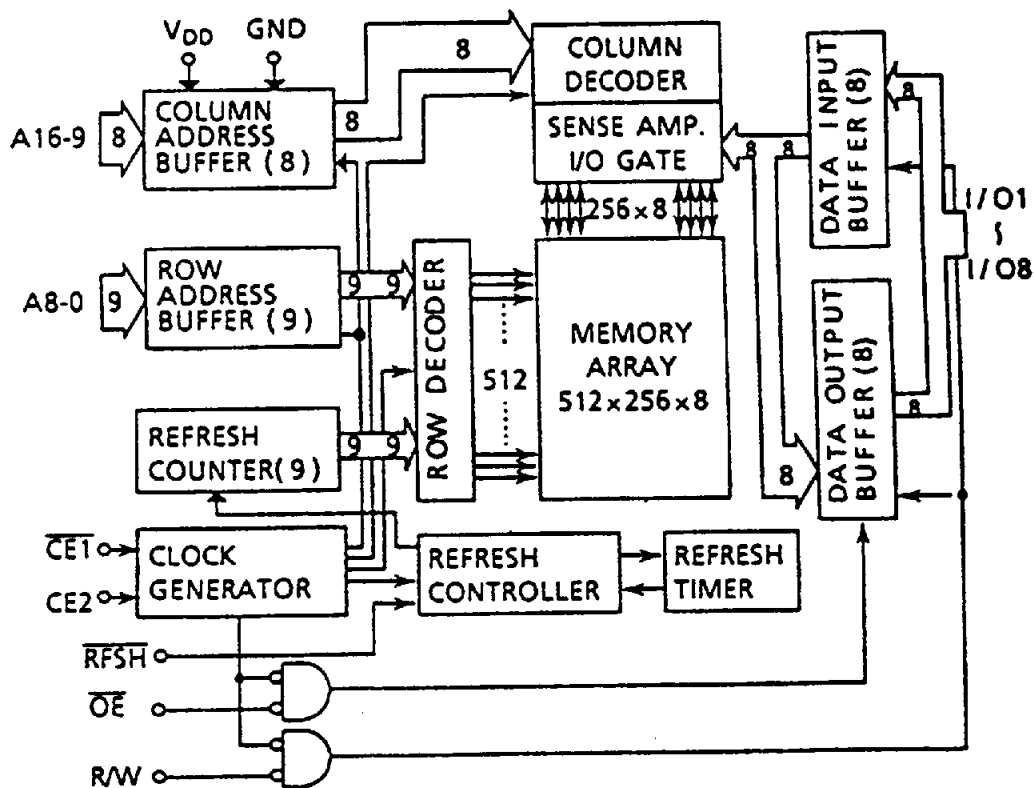 VDD GND
A16-9
8
COLUMN
ADDRESS
BUFFER (8)
8
8
COLUMN
DECODER
SENSE AMP.
I/O GATE
8
8
DATA INPUT
BUFFER (8)
8
8
I/O1
~
I/O8
256×8
A8-0
9
ROW
ADDRESS
BUFFER (9)
9
9
ROW DECODER
512
MEMORY
ARRAY
512×256×8
8
DATA OUTPUT
BUFFER (8)
8
REFRESH
COUNTER(9)
9
9
CE1
CE2
CLOCK
GENERATOR
REFRESH
CONTROLLER
REFRESH
TIMER
RFSH
OE
R/W